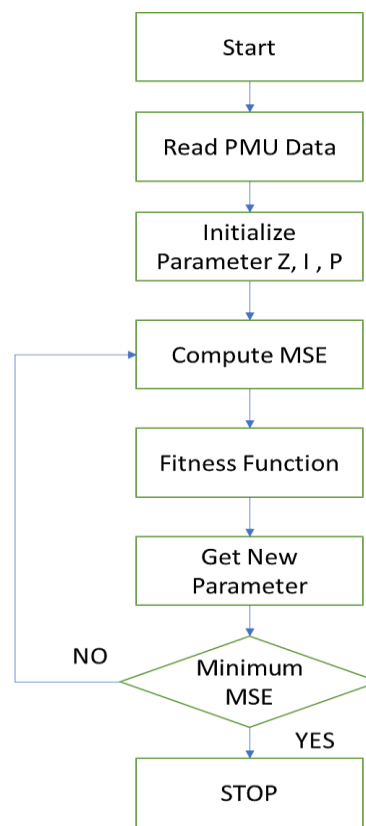 Start
Read PMU Data
Initialize
Parameter Z, I , P
Compute MSE
Fitness Function
Get New
Parameter
NO
Minimum
MSE
YES
STOP